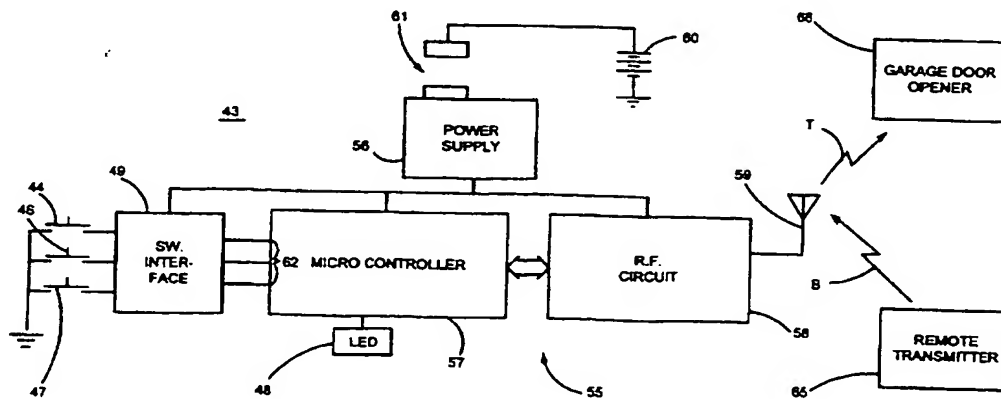 61
60
68
GARAGE DOOR
OPENER
43
POWER
SUPPLY
56
T
49
44
46
59
SW.
INTER-
FACE
62
MICRO CONTROLLER
R.F.
CIRCUIT
B
LED
58
REMOTE
TRANSMITTER
47
48
57
55
65